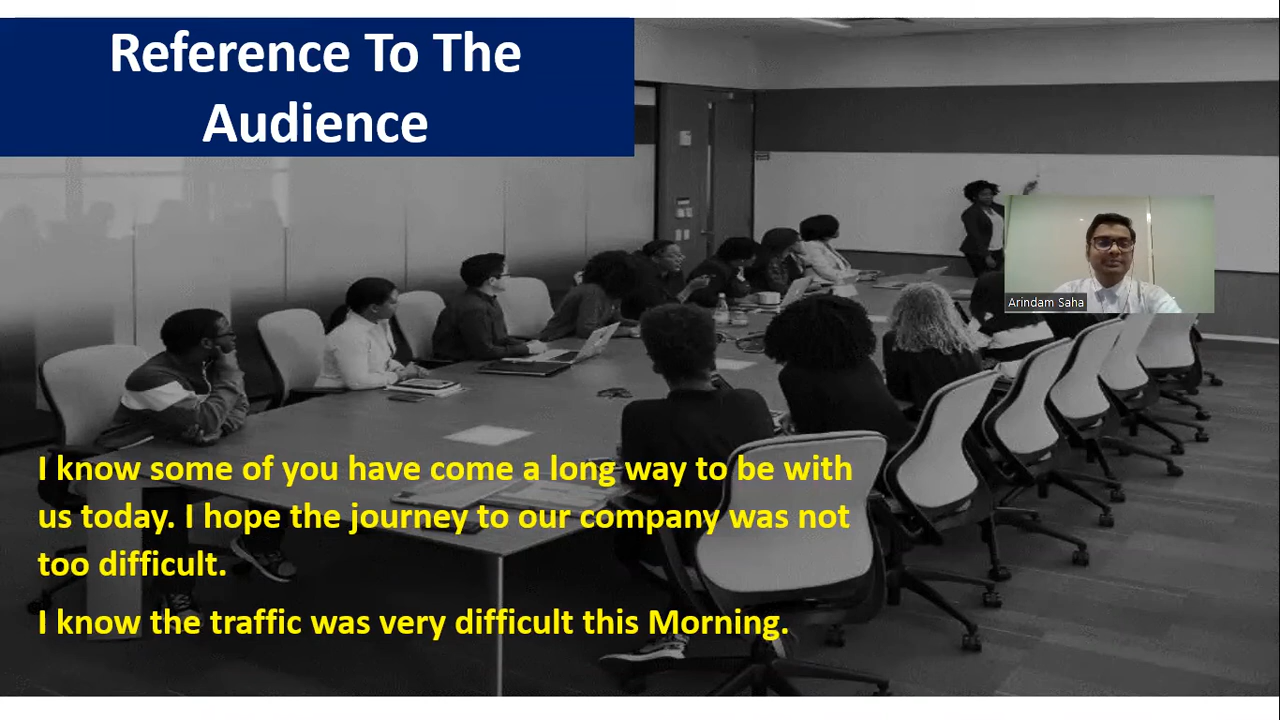 Reference To The
Audience
Arindam Saha
I know some of you have come a long way to be with
us today. I hope the journey to our company was not
too difficult.
I know the traffic was very difficult this Morning.